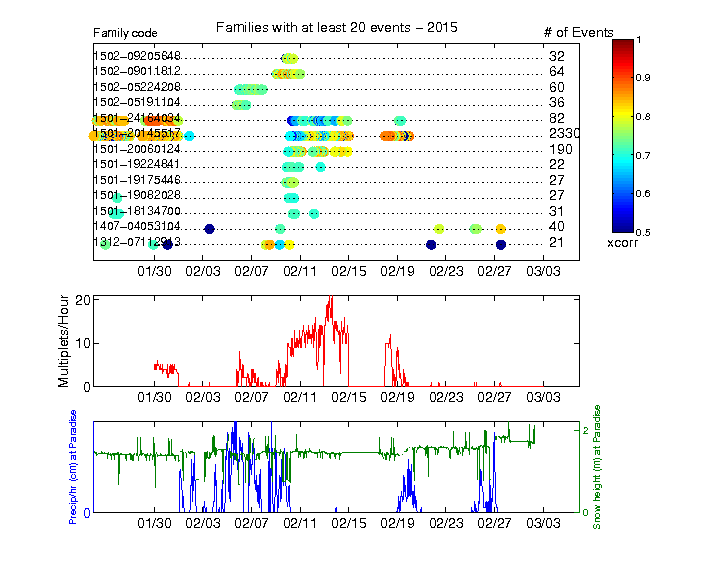 Families with at least 20 events − 2015
Family code
# of Events
1502−09205648 32
1502−09011812 64
1502−05224208 60
1502−05191104 36
1501−24184034 82
1501−20145517 2330
1501−20060124 190
1501−19224841 22
1501−19175446 27
1501−19082028 27
1501−18134700 31
1407−04053104 40
1312−07112913 21
01/30 02/03 02/07 02/11 02/15 02/19 02/23 02/27 03/03
1
0.9
0.8
0.7
0.6
0.5
xcorr
Multiplets/Hour
20
10
0
01/30 02/03 02/07 02/11 02/15 02/19 02/23 02/27 03/03
Precip/hr (cm) at Paradise
2
0
0
Snow height (m) at Paradise
01/30 02/03 02/07 02/11 02/15 02/19 02/23 02/27 03/03